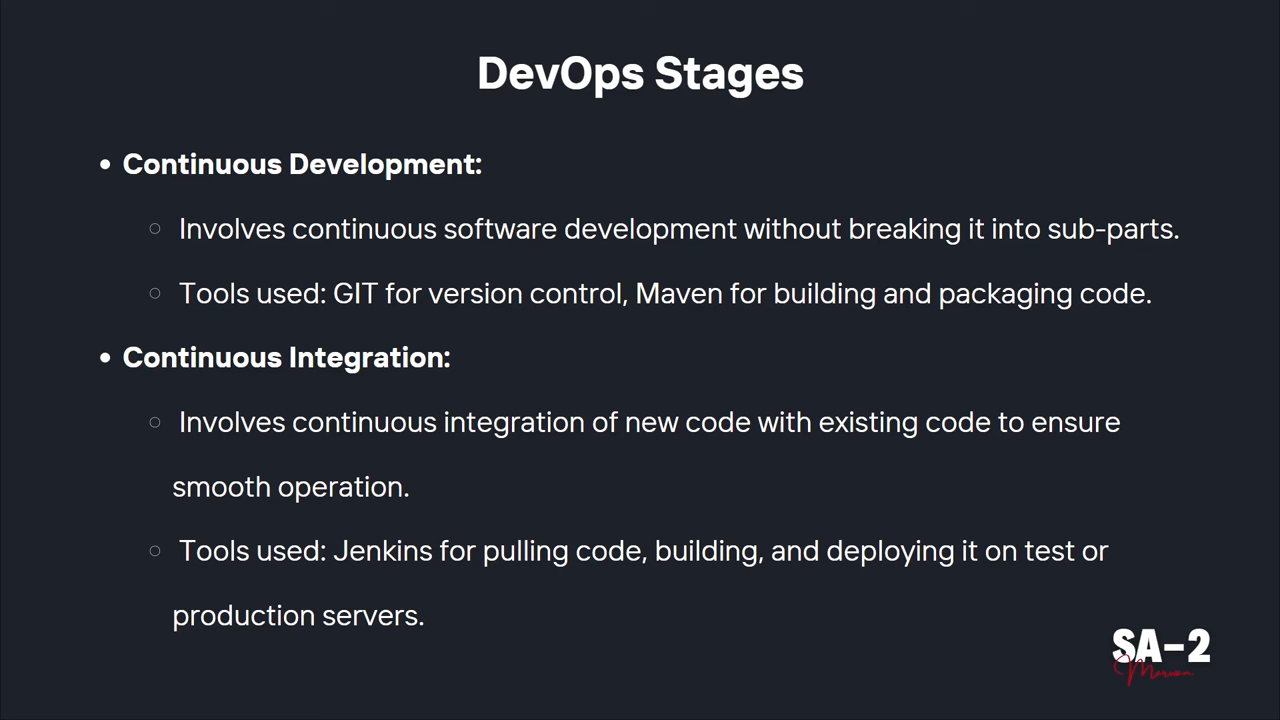 DevOps Stages
• Continuous Development:
○ Involves continuous software development without breaking it into sub-parts.
○ Tools used: GIT for version control, Maven for building and packaging code.
• Continuous Integration:
○ Involves continuous integration of new code with existing code to ensure
smooth operation.
○ Tools used: Jenkins for pulling code, building, and deploying it on test or
production servers.
SA-2